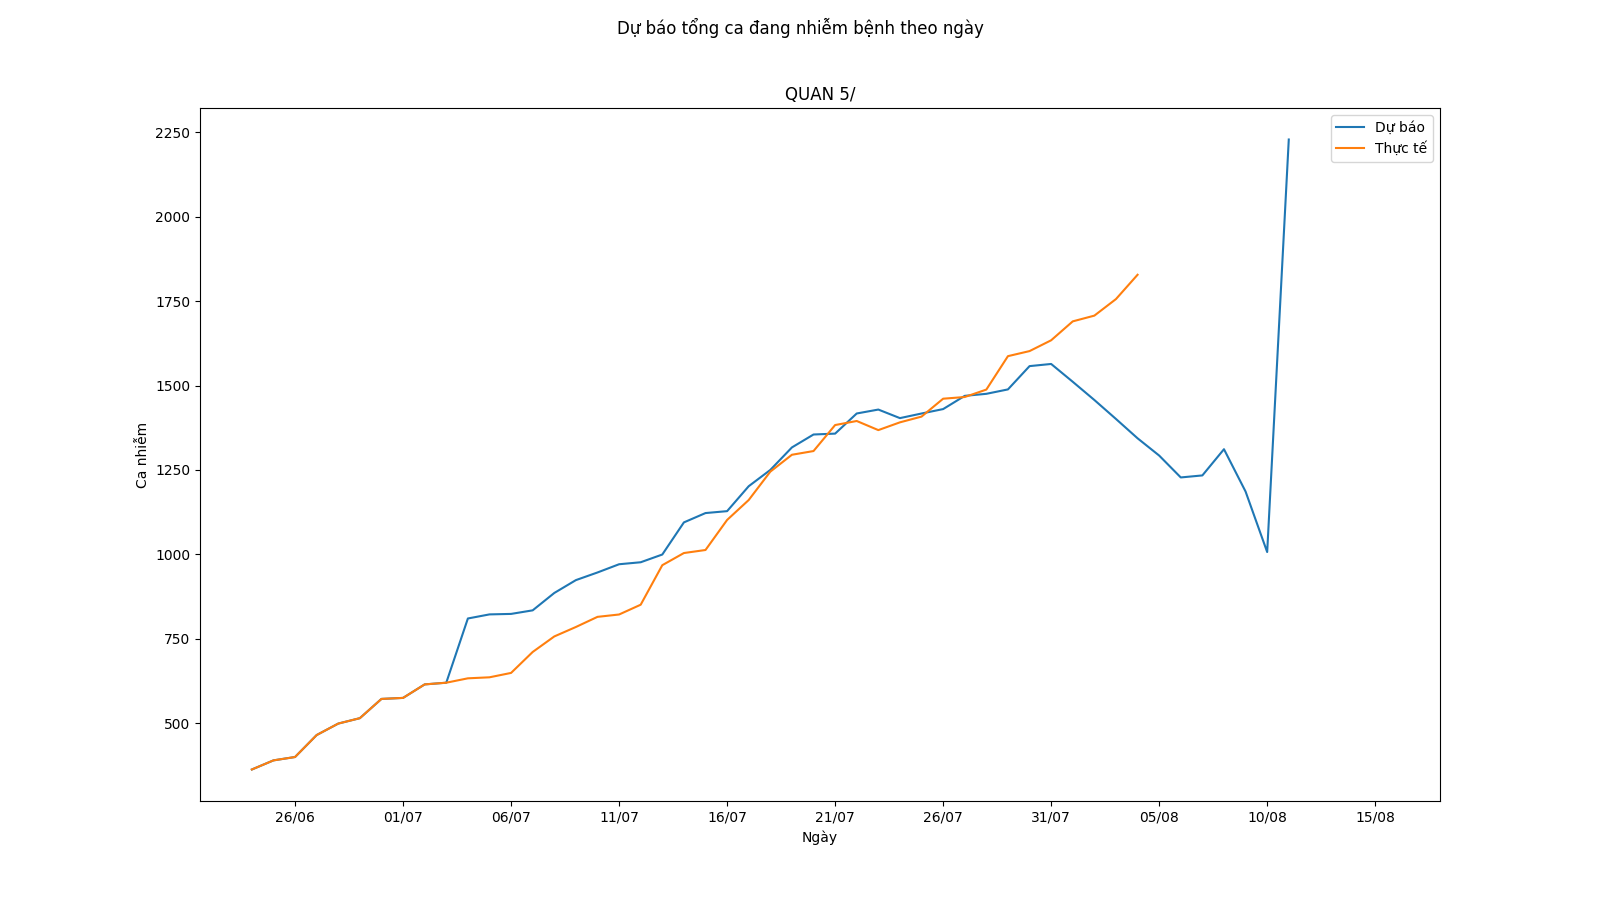 Dự báo tổng ca đang nhiễm bệnh theo ngày
QUAN 5/
Dự báo
Thực tế
Ca nhiễm
2250
2000
1750
1500
1250
1000
750
500
26/06 01/07 06/07 11/07 16/07 21/07 26/07 31/07 05/08 10/08 15/08
Ngày